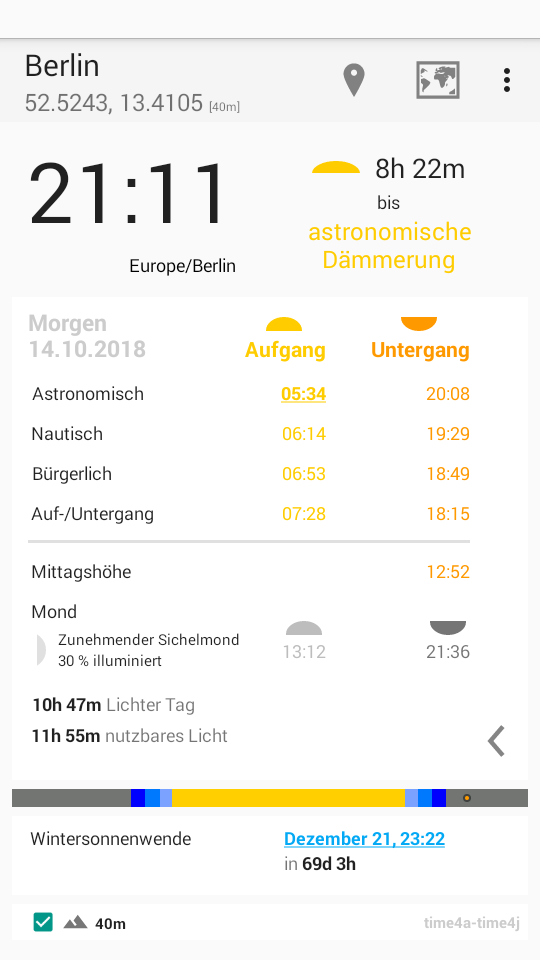 Berlin
52.5243, 13.4105 [40m]
21:11
Europe/Berlin
8h 22m
bis
astronomische
Dämmerung
Morgen
14.10.2018
Aufgang Untergang
Astronomisch 05:34 20:08
Nautisch 06:14 19:29
Bürgerlich 06:53 18:49
Auf-/Untergang 07:28 18:15
Mittagshöhe 12:52
Mond
Zunehmender Sichelmond
30 % illuminiert
13:12 21:36
10h 47m Lichter Tag
11h 55m nutzbares Licht
Wintersonnenwende Dezember 21, 23:22
in 69d 3h
40m time4a-time4j